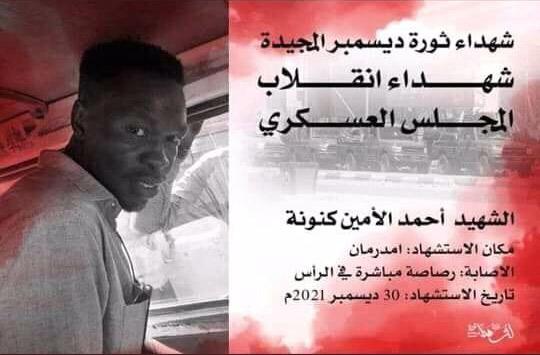 شهداء ثورة ديسمبر المجيدة
شهداء انقلاب
المجلس العسكري
الشهيد أحمد الأمين كنونة
مكان الاستشهاد: امدرمان
الاصابة: رصاصة مباشرة في الرأس
تاريخ الاستشهاد: 30 ديسمبر 2021م